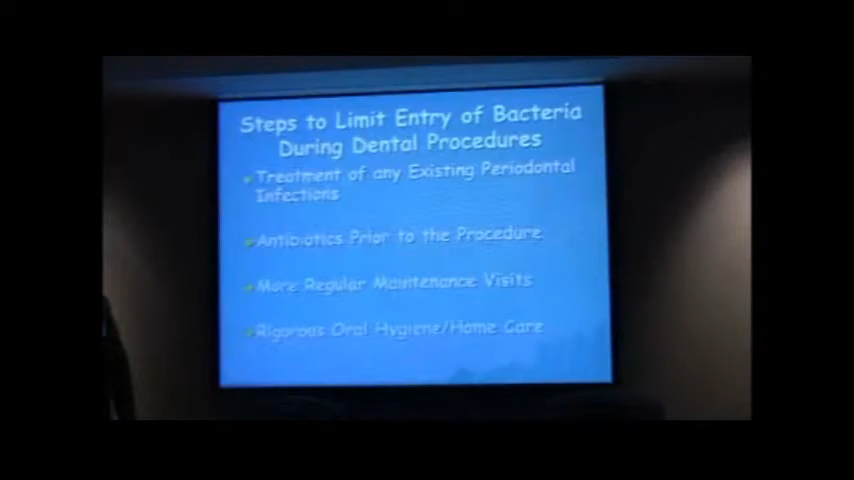 Steps to Limit Entry of Bacteria
During Dental Procedures
Treatment of any Existing Periodontal
Infections
Antibiotics Prior to the Procedure
More Regular Maintenance Visits
Rigorous Oral Hygiene/Home Care